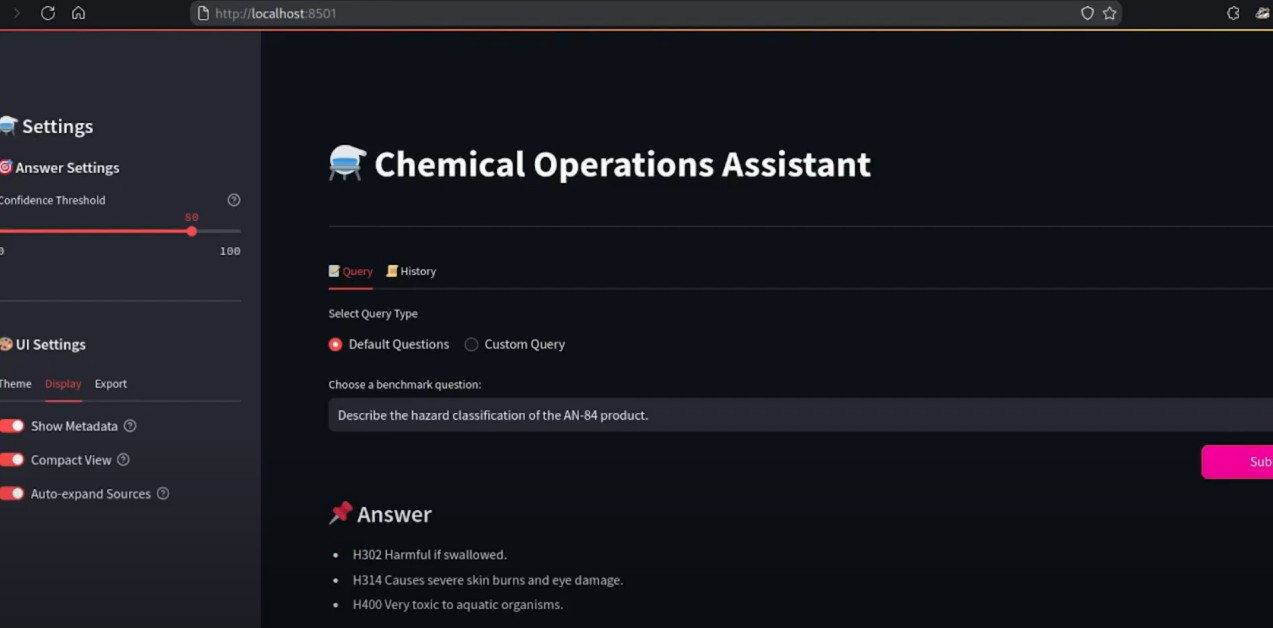 http://localhost:8501
Settings
Answer Settings
Confidence Threshold
80
100
UI Settings
Theme Display Export
Show Metadata
Compact View
Auto-expand Sources
Chemical Operations Assistant
Query History
Select Query Type
Default Questions Custom Query
Choose a benchmark question:
Describe the hazard classification of the AN-84 product.
Sub
Answer
• H302 Harmful if swallowed.
• H314 Causes severe skin burns and eye damage.
• H400 Very toxic to aquatic organisms.